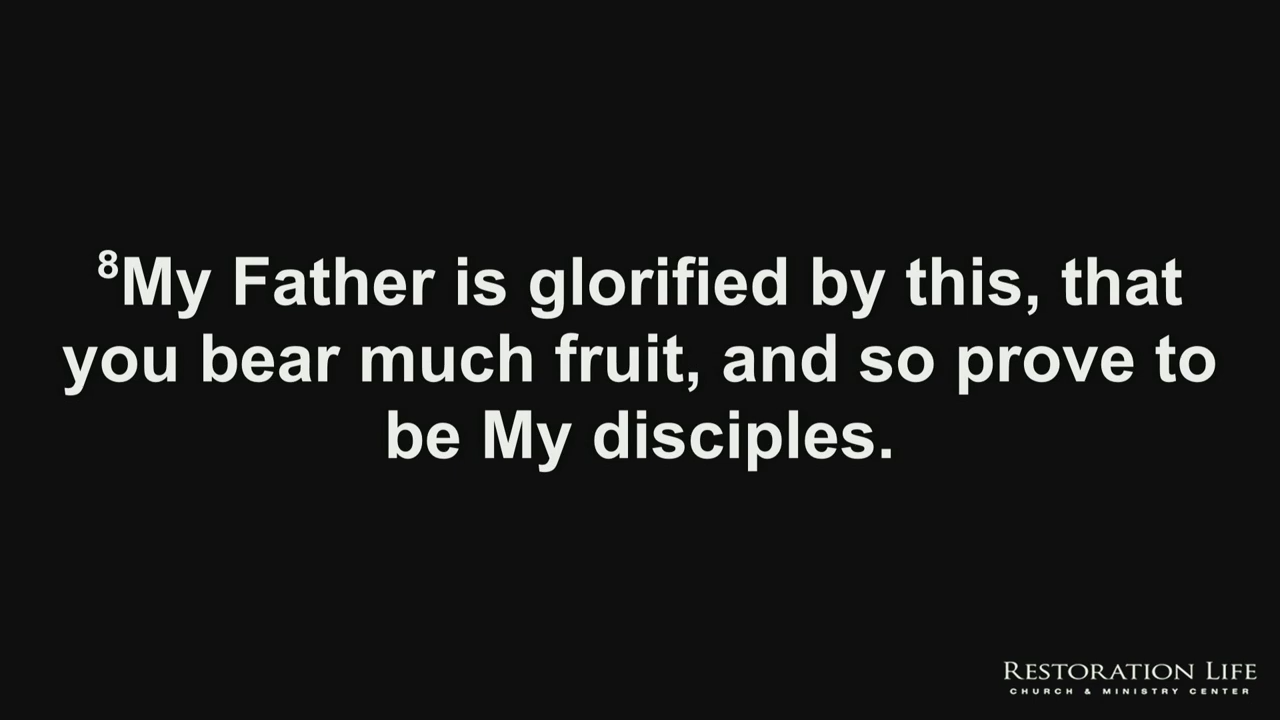 ⁸My Father is glorified by this, that
you bear much fruit, and so prove to
be My disciples.
RESTORATION LIFE
CHURCH & MINISTRY CENTER